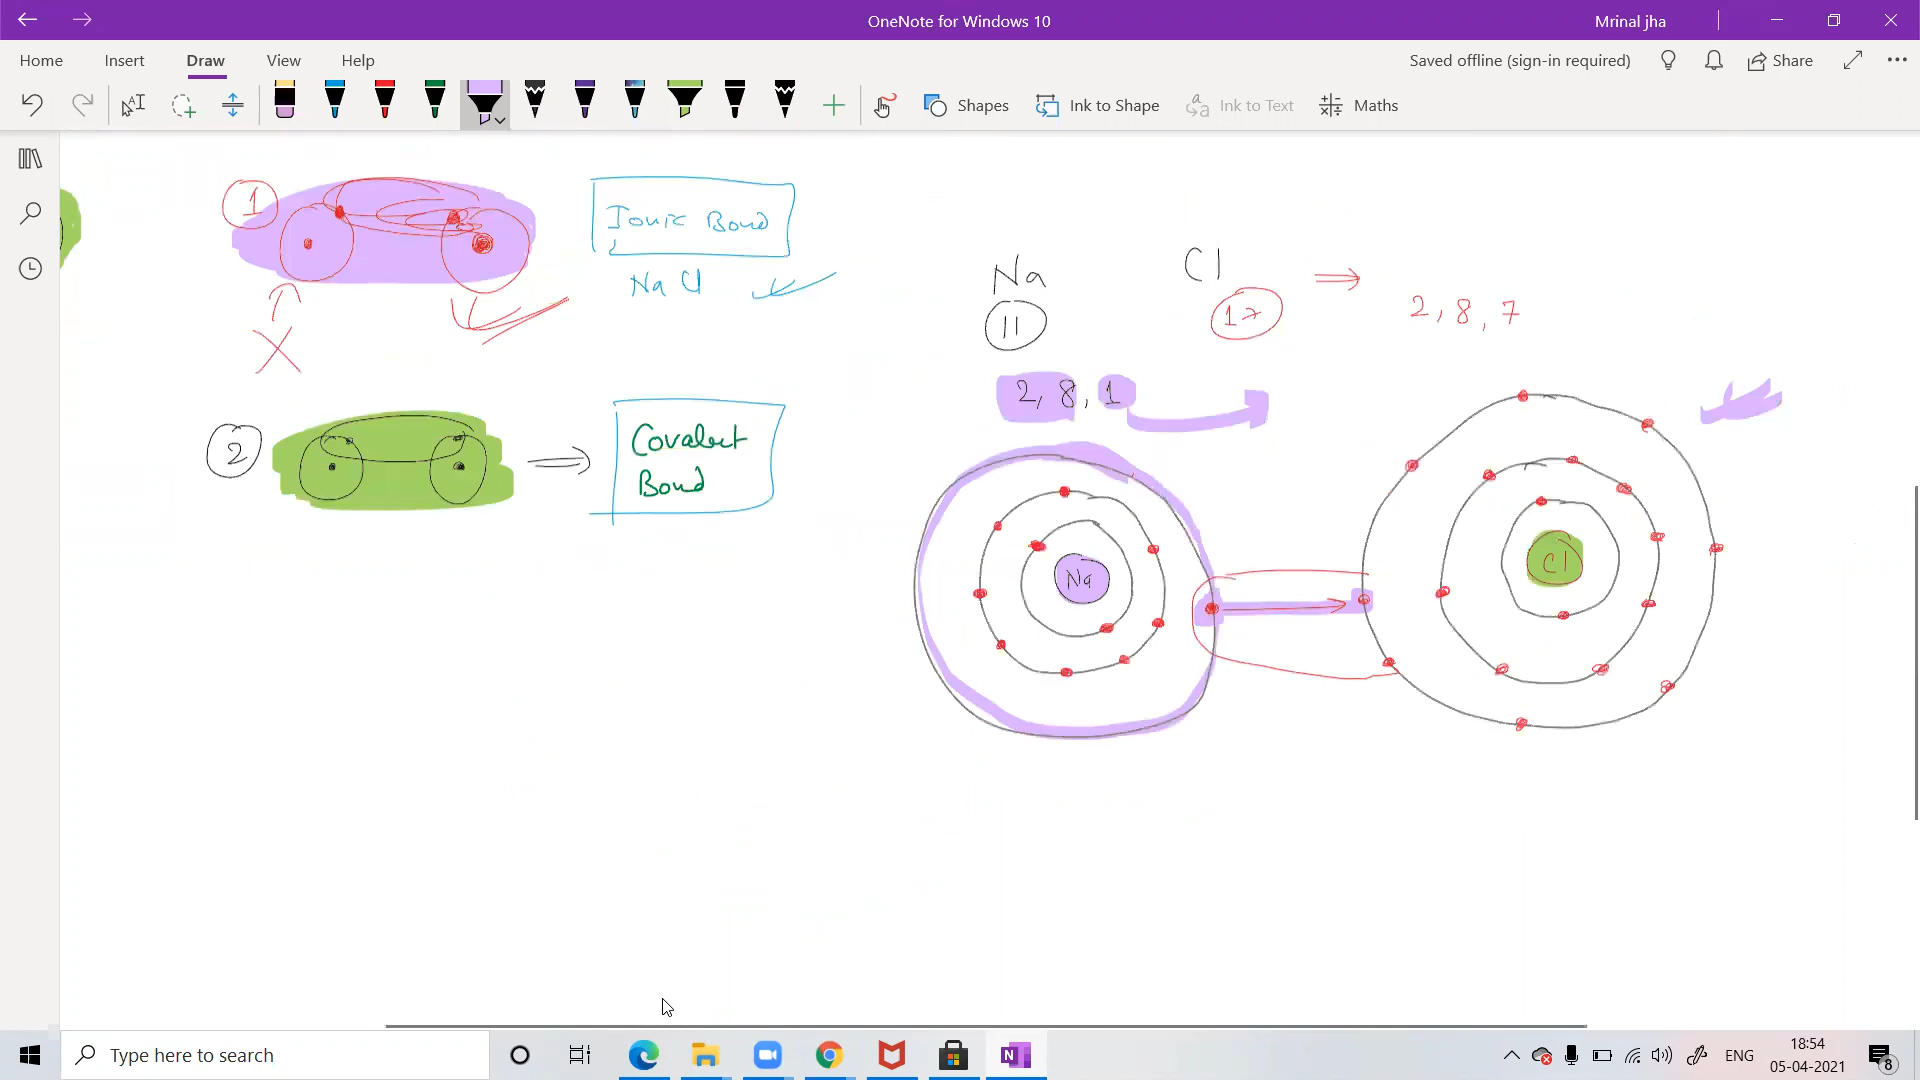 OneNote for Windows 10
Mrinal jha
Home Insert Draw View Help
Saved offline (sign-in required)
Share
Shapes
Ink to Shape
Ink to Text
Maths
1
Ionic Bond
Na Cl
X
2
Covalent
Bond
Na
11
Cl
17
2, 8, 7
2, 8, 1
Na
Cl
Type here to search
ENG
18:54
05-04-2021
8